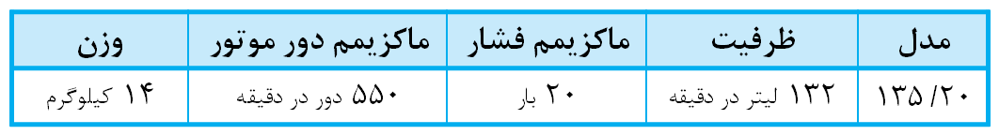 مدل ظرفیت ماکزیمم فشار ماکزیمم دور موتور وزن
۱۳۵/۲۰ ۱۳۲ لیتر در دقیقه ۲۰ بار ۵۵۰ دور در دقیقه ۱۴ کیلوگرم